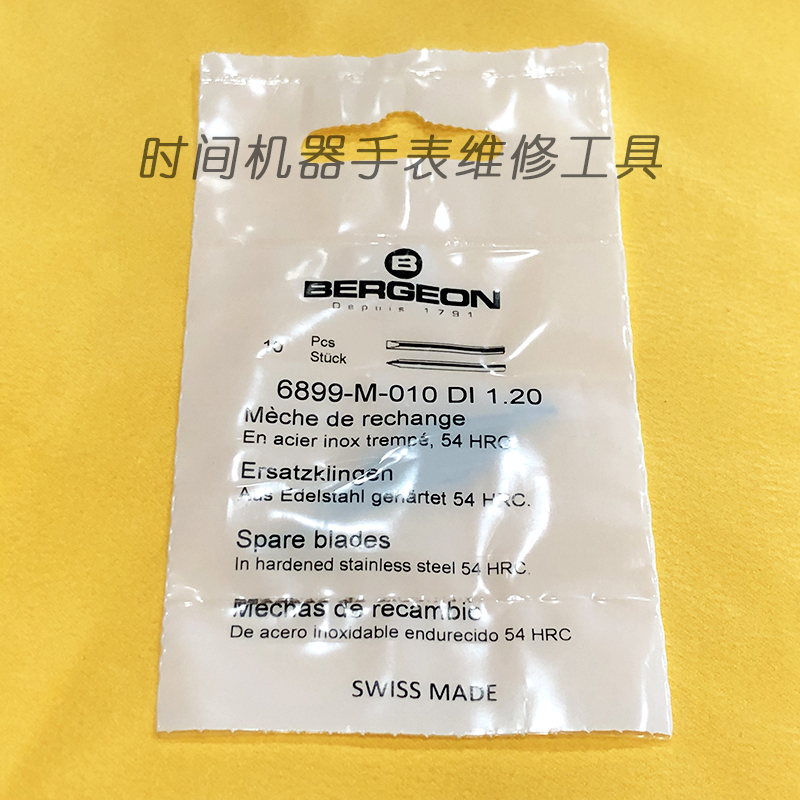 时间机器手表维修工具
B
BERGEON
Depuis 1791
10 Pcs
Stück
6899-M-010 DI 1.20
Mèche de rechange
En acier inox trempé, 54 HRC
Ersatzklingen
Aus Edelstahl gehärtet 54 HRC.
Spare blades
In hardened stainless steel 54 HRC.
Mechas de recambio
De acero inoxidable endurecido 54 HRC
SWISS MADE